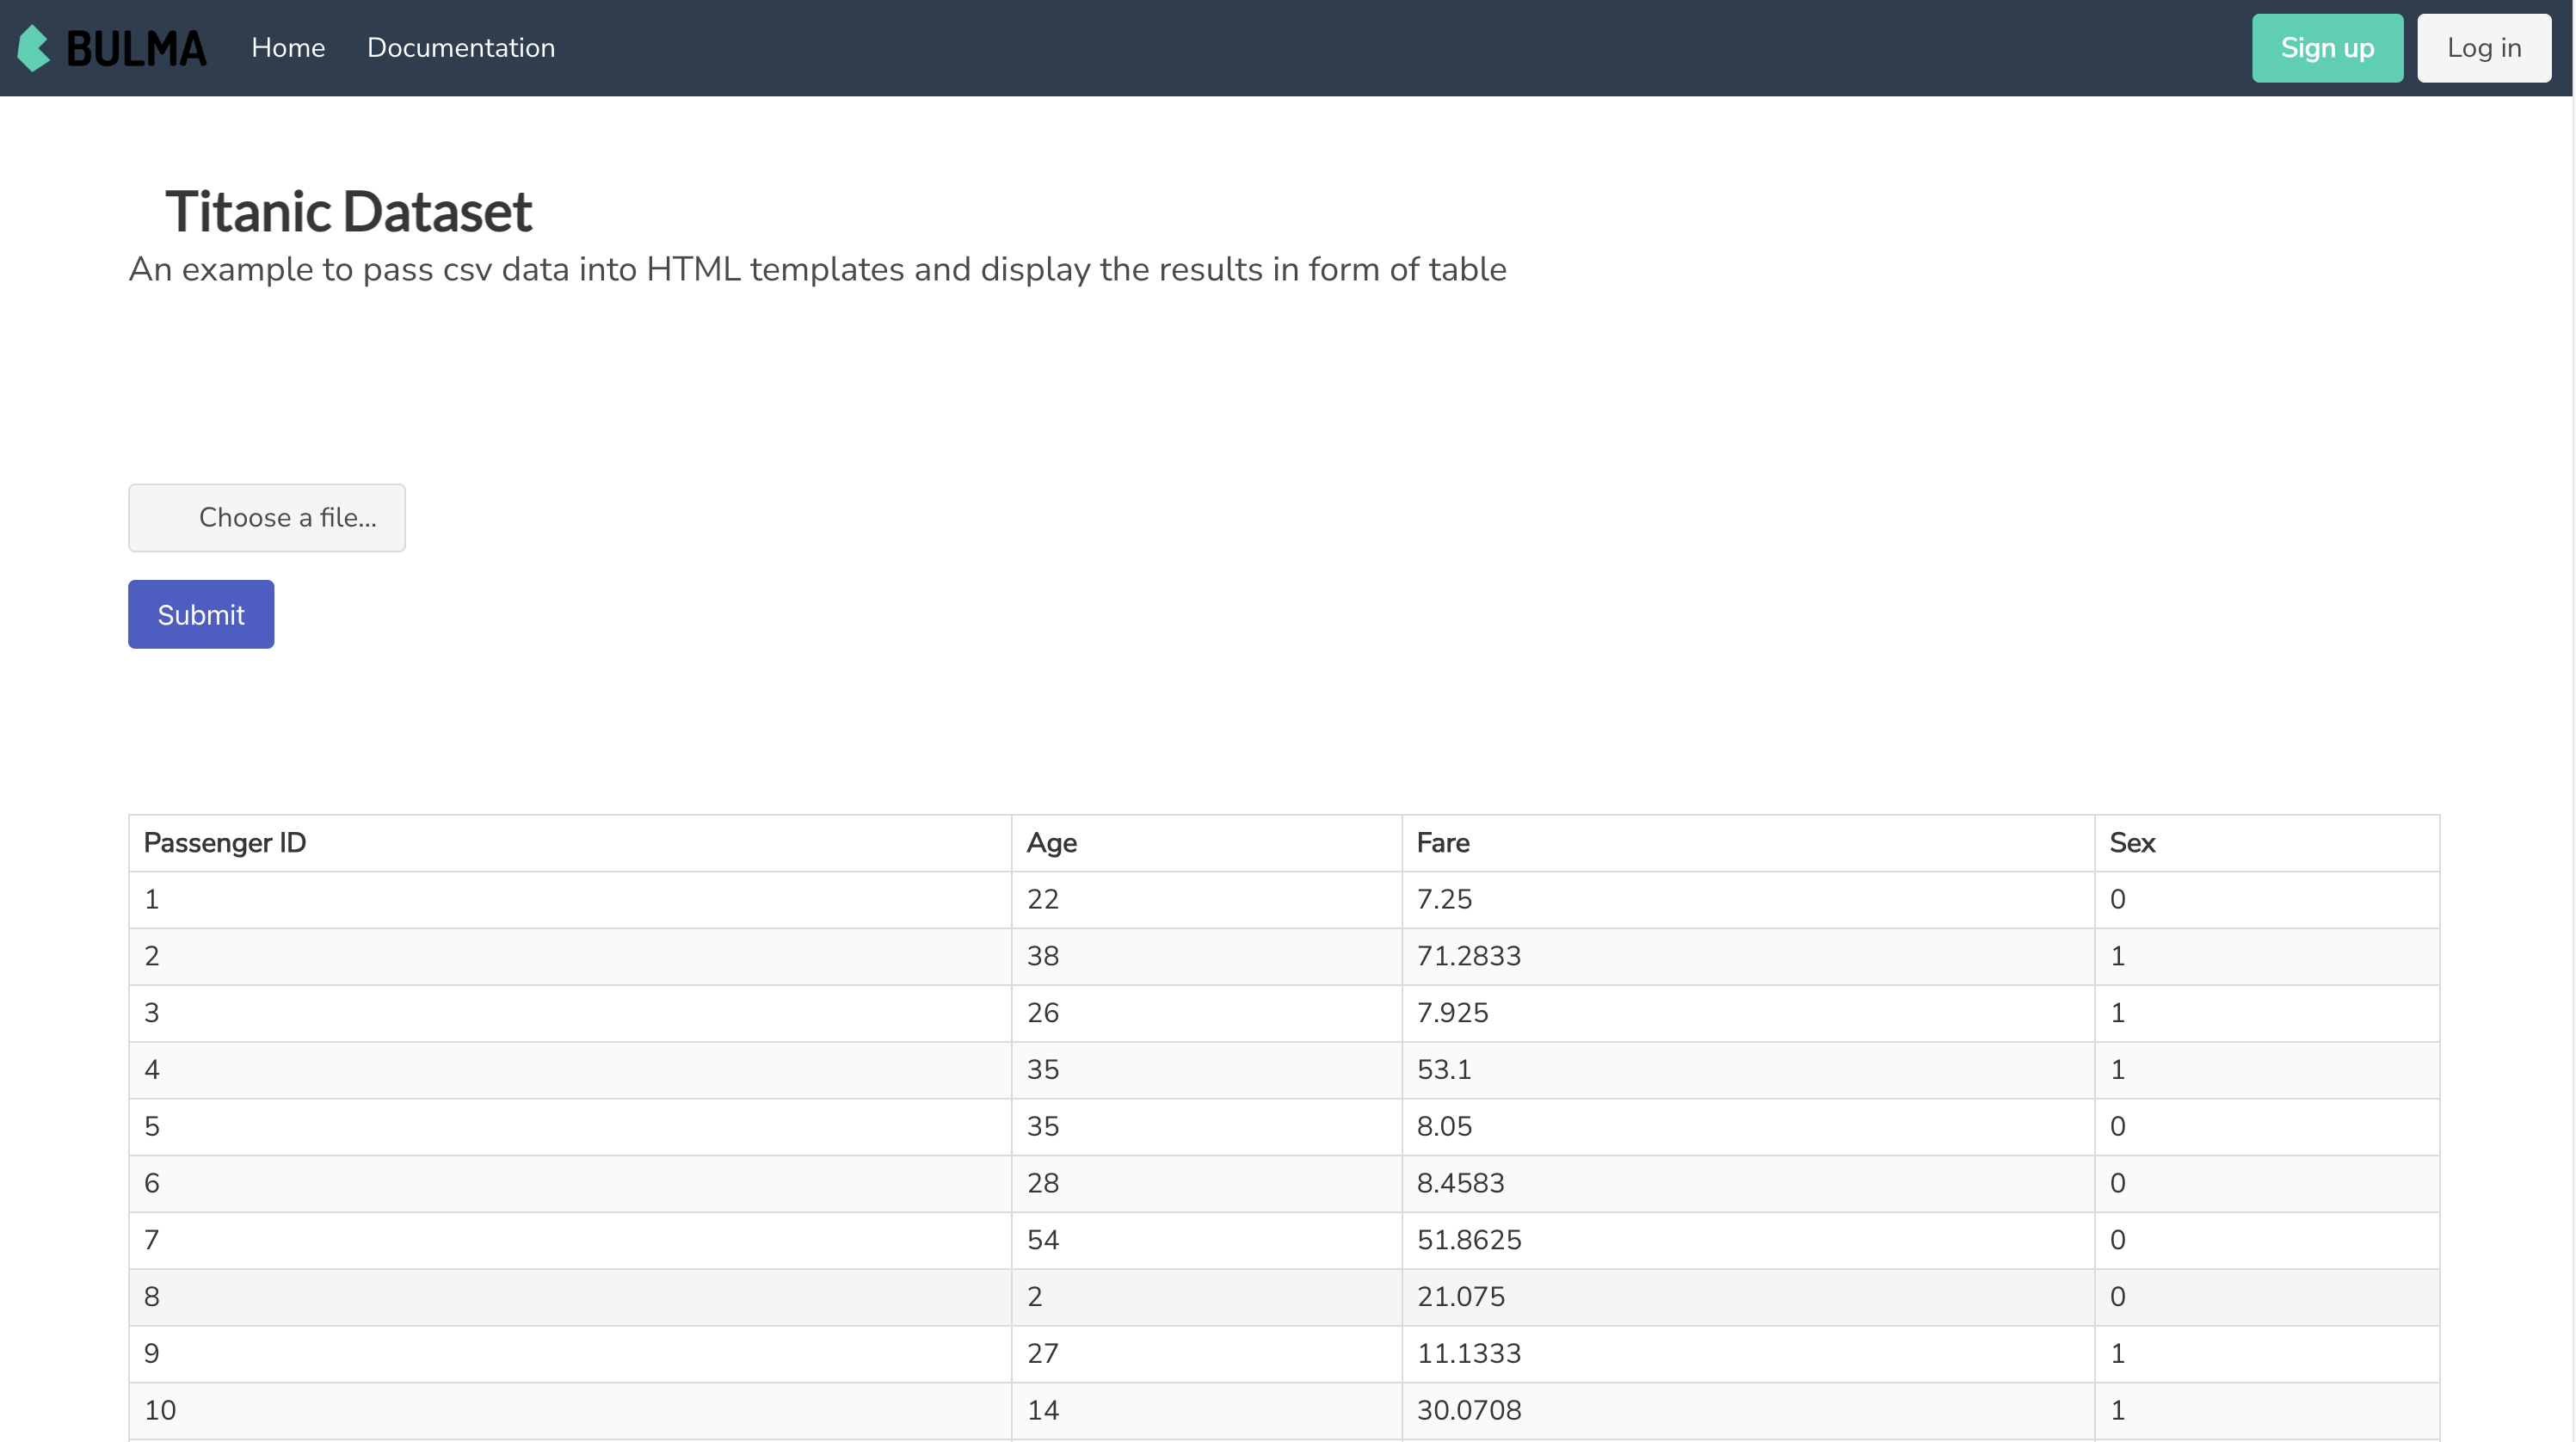 BULMA Home Documentation Sign up Log in
Titanic Dataset
An example to pass csv data into HTML templates and display the results in form of table
Choose a file...
Submit
Passenger ID Age Fare Sex
1 22 7.25 0
2 38 71.2833 1
3 26 7.925 1
4 35 53.1 1
5 35 8.05 0
6 28 8.4583 0
7 54 51.8625 0
8 2 21.075 0
9 27 11.1333 1
10 14 30.0708 1